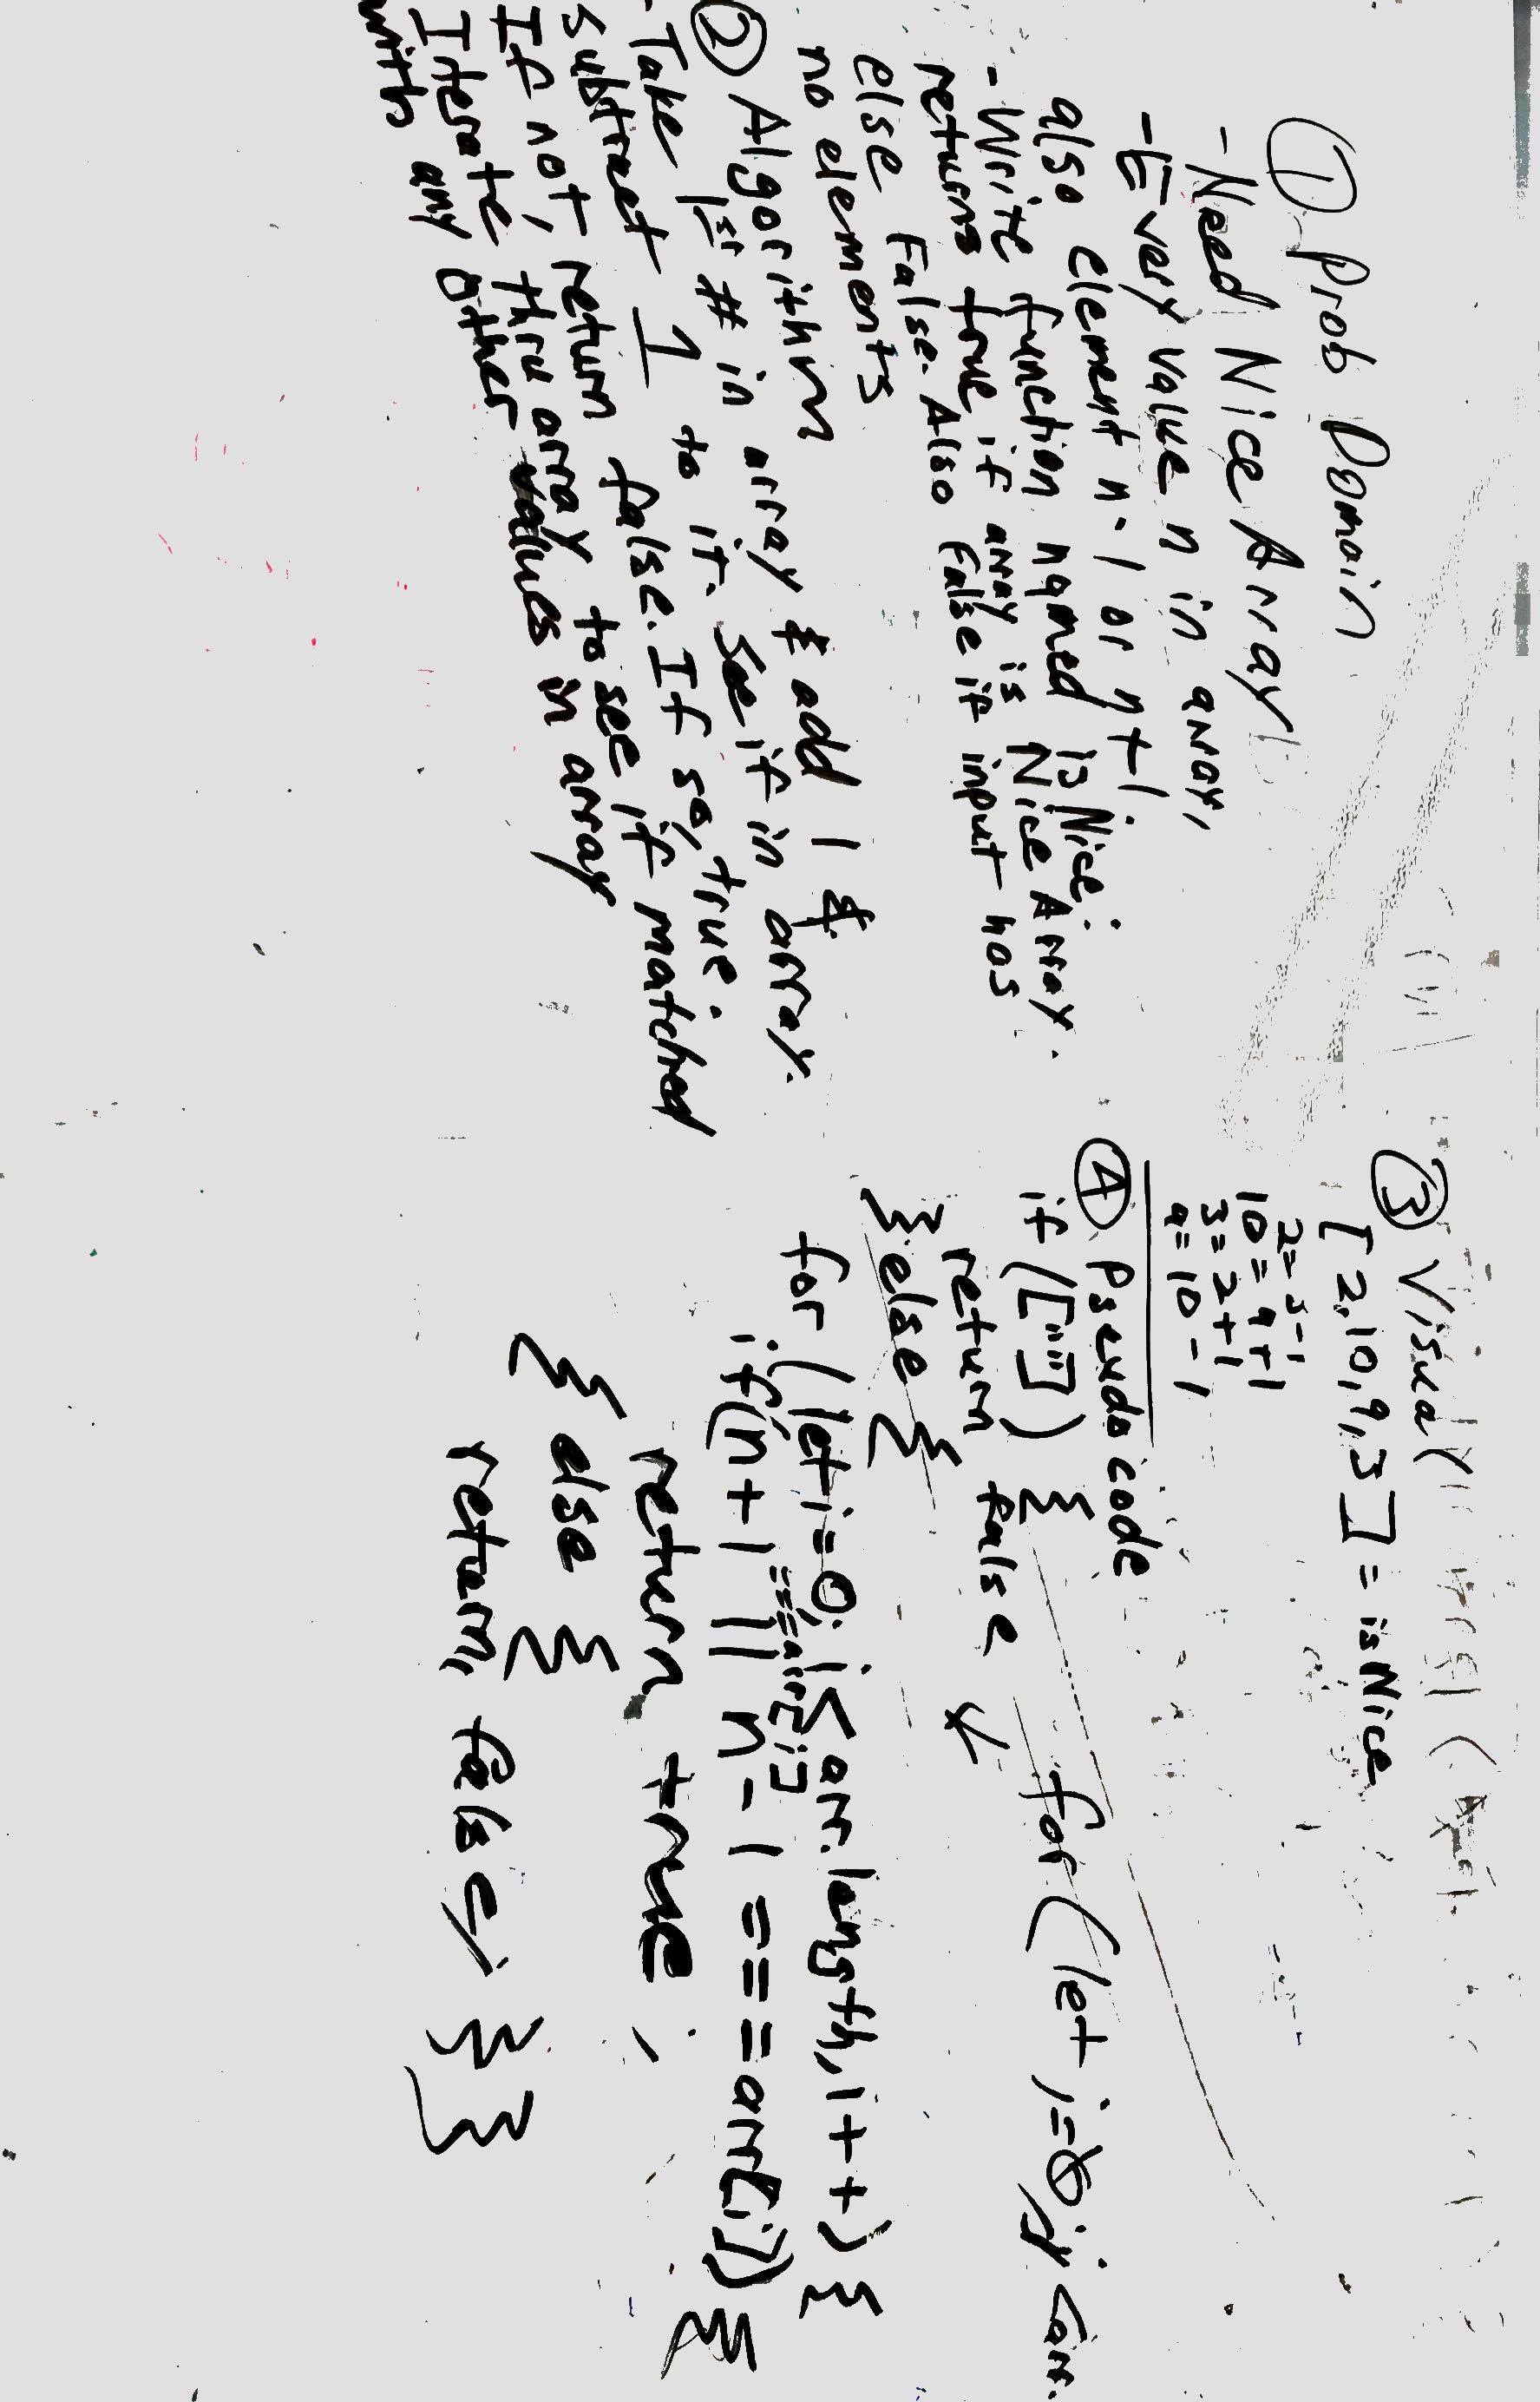 ① Prob Domain
- Need Nice Array
- Every value n in array,
also element n-1 or n+1
- Write function named isNice:
returns true if array is Nice Array.
else False. Also False if input has
no elements
② Algorithm
- Take 1st # in array & add 1 &
subtract 1 to it. See if in array.
If not, return false. If so, true.
Iterate thru array to see if matched
with any other values in array
③ Visual
[2,10,9,3] = isNice
2=3-1
10=9+1
3=2+1
9=10-1
④ Pseudo code
if ([""]) {
return false
} else {
for (let j=0; j<arr.
for (let i=0; i<arr.length, i++) {
if(n+1 === arr[i] || n-1 === arr[i]) {
return true;
} else {
return false; } }